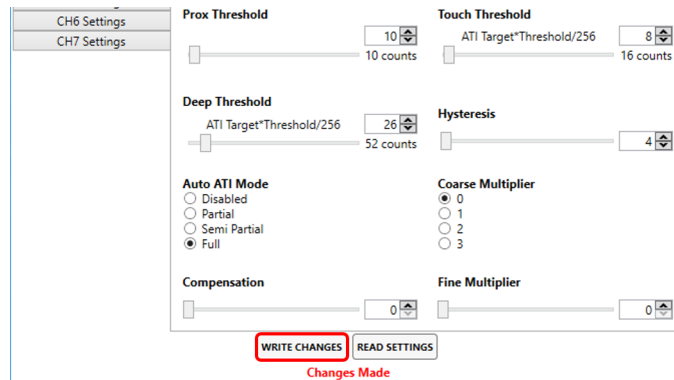 CH6 Settings
CH7 Settings
Prox Threshold
10
10 counts
Touch Threshold
ATI Target*Threshold/256 8
16 counts
Deep Threshold
ATI Target*Threshold/256 26
52 counts
Hysteresis
4
Auto ATI Mode
Disabled
Partial
Semi Partial
Full
Coarse Multiplier
0
1
2
3
Compensation
0
Fine Multiplier
0
WRITE CHANGES READ SETTINGS
Changes Made